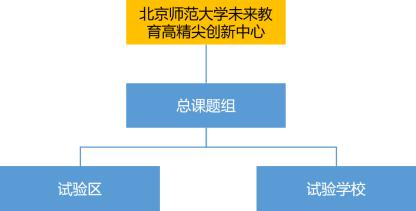 北京师范大学未来教
育高精尖创新中心
总课题组
试验区
试验学校